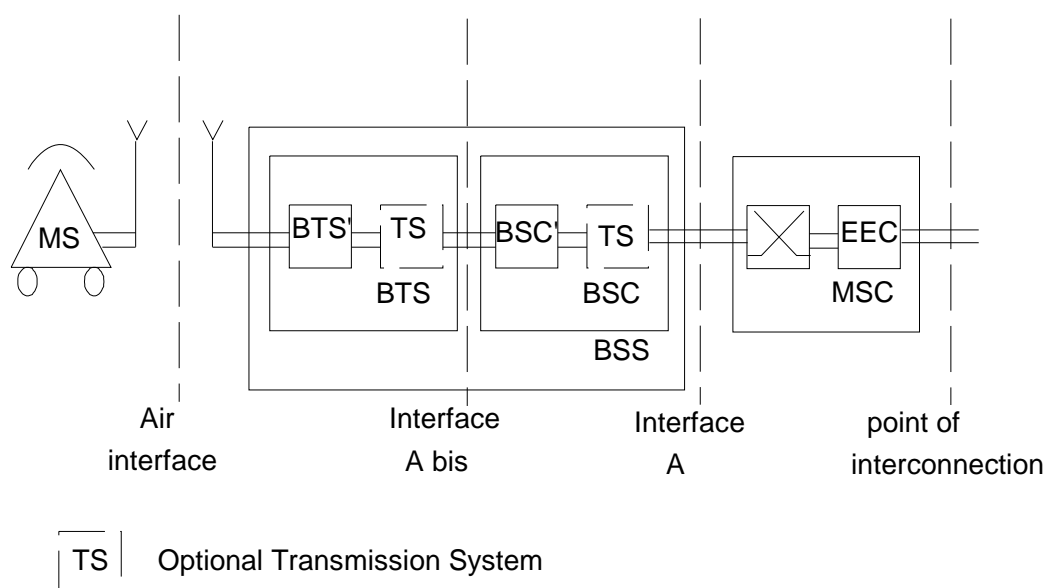 MS
BTS'
TS
BSC'
TS
EEC
BTS
BSC
MSC
BSS
Air
interface
Interface
A bis
Interface
A
point of
interconnection
TS Optional Transmission System